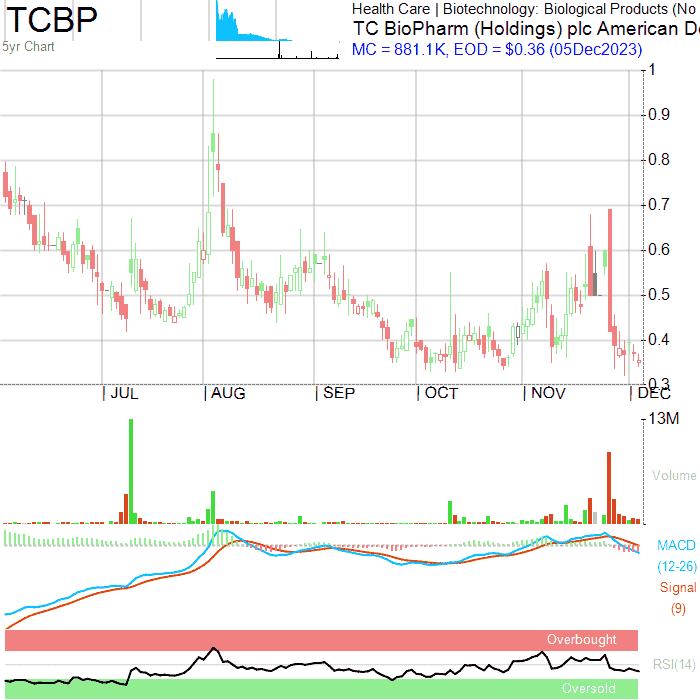 TCBP
5yr Chart
Health Care | Biotechnology: Biological Products (No
TC BioPharm (Holdings) plc American De
MC = 881.1K, EOD = $0.36 (05Dec2023)
1
0.9
0.8
0.7
0.6
0.5
0.4
0.3
JUL
AUG
SEP
OCT
NOV
DEC
13M
Volume
MACD
(12-26)
Signal
(9)
Overbought
RSI(14)
Oversold